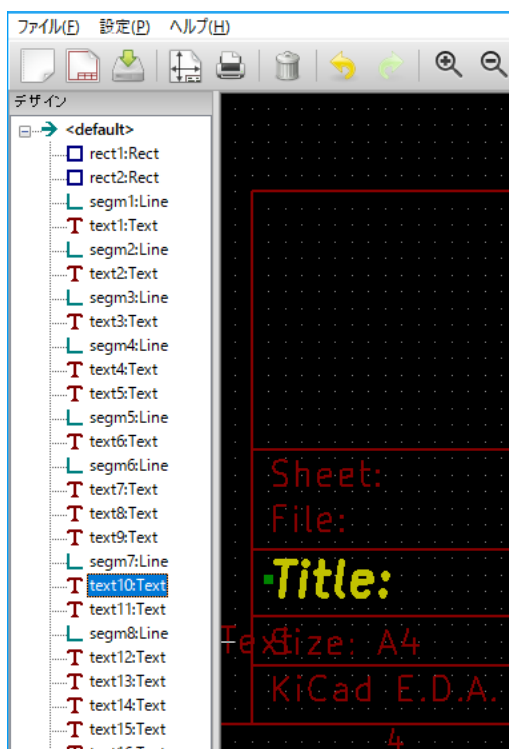 ファイル(F) 設定(P) ヘルプ(H)
デザイン
<default>
rect1:Rect
rect2:Rect
segm1:Line
text1:Text
segm2:Line
text2:Text
segm3:Line
text3:Text
segm4:Line
text4:Text
text5:Text
segm5:Line
text6:Text
segm6:Line
text7:Text
text8:Text
text9:Text
segm7:Line
text10:Text
text11:Text
segm8:Line
text12:Text
text13:Text
text14:Text
text15:Text
Sheet:
File:
Title:
Text
Size: A4
KiCad E.D.A.
4